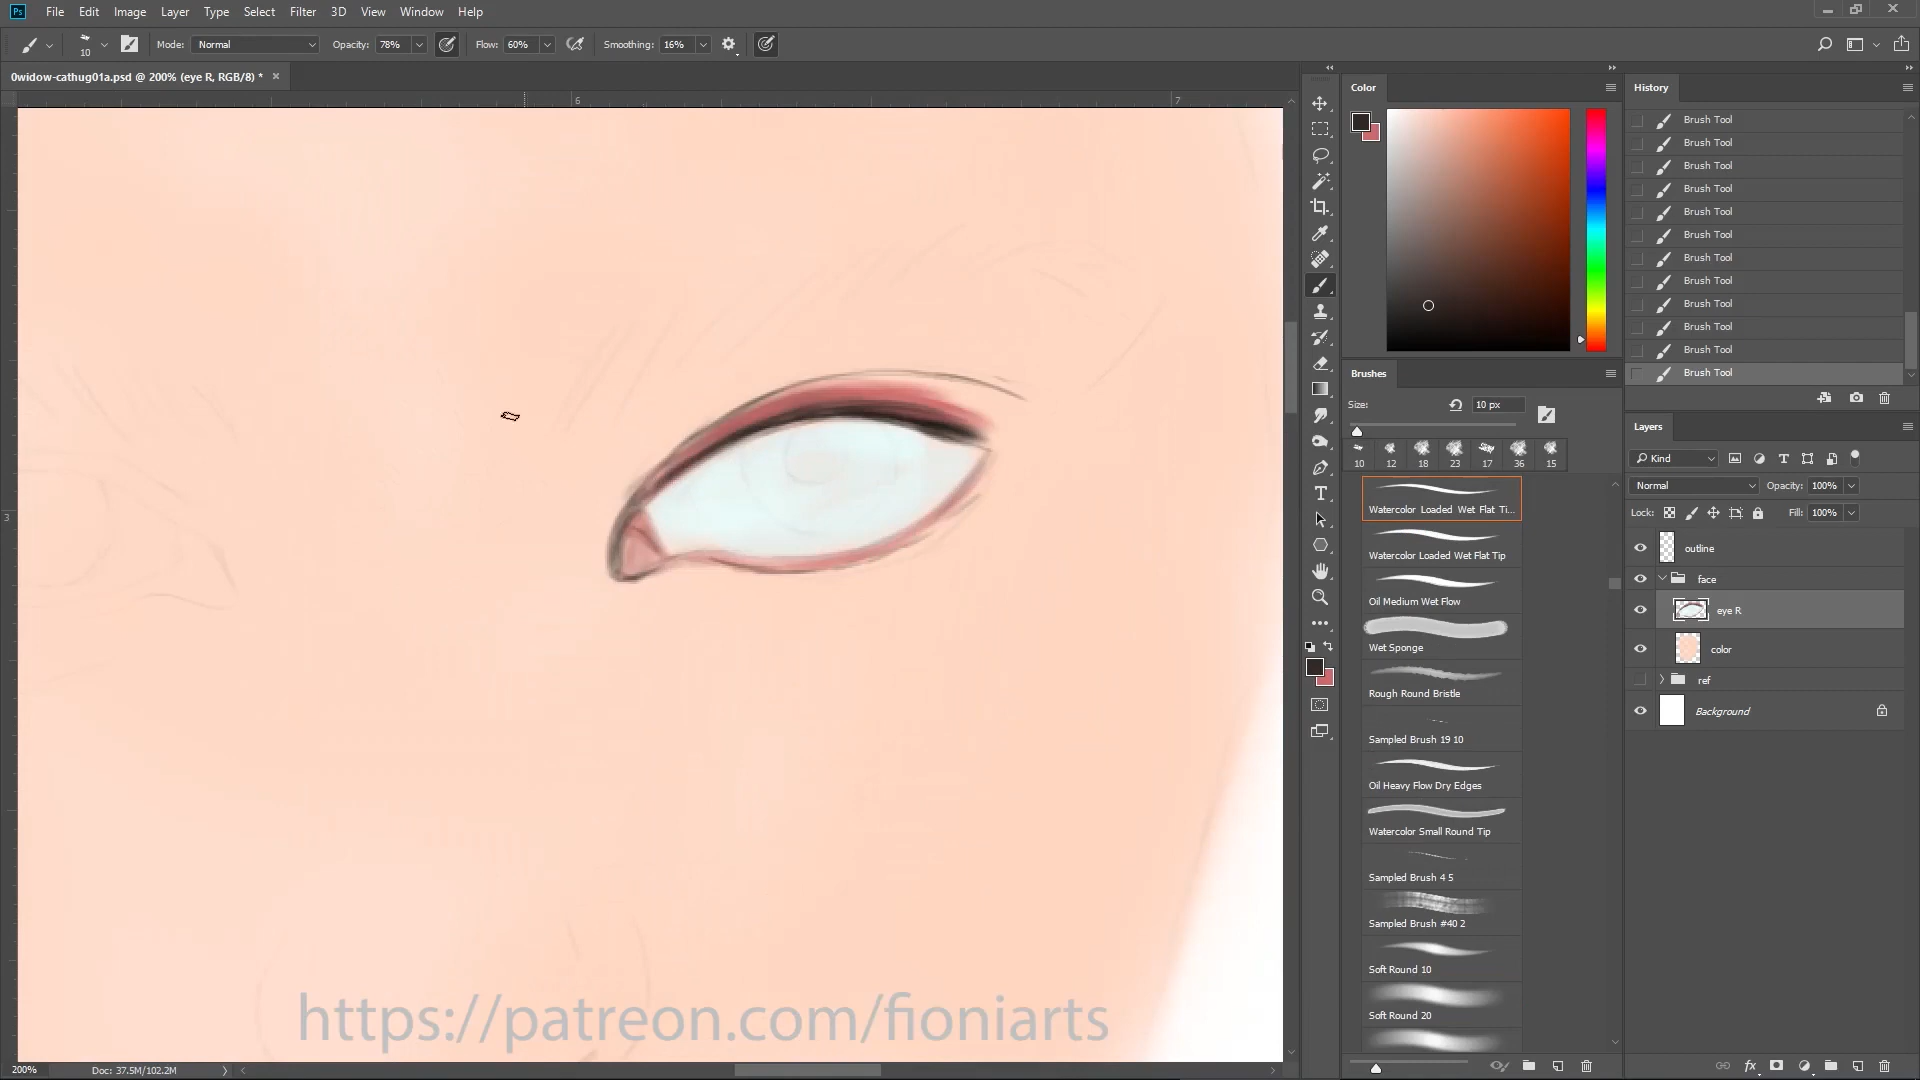 Ps File Edit Image Layer Type Select Filter 3D View Window Help
10 Mode: Normal Opacity: 78% Flow: 60% Smoothing: 16%
0widow-cathug01a.psd @ 200% (eye R, RGB/8) *
6 7
3
https://patreon.com/fioniarts
200% Doc: 37.5M/102.2M
T
Color
Brushes
Size: 10 px
10 12 18 23 17 36 15
Watercolor Loaded Wet Flat Ti...
Watercolor Loaded Wet Flat Tip
Oil Medium Wet Flow
Wet Sponge
Rough Round Bristle
Sampled Brush 19 10
Oil Heavy Flow Dry Edges
Watercolor Small Round Tip
Sampled Brush 4 5
Sampled Brush #40 2
Soft Round 10
Soft Round 20
History
Brush Tool
Brush Tool
Brush Tool
Brush Tool
Brush Tool
Brush Tool
Brush Tool
Brush Tool
Brush Tool
Brush Tool
Brush Tool
Brush Tool
Layers
Kind T
Normal Opacity: 100%
Lock: Fill: 100%
outline
face
eye R
color
ref
Background
fx